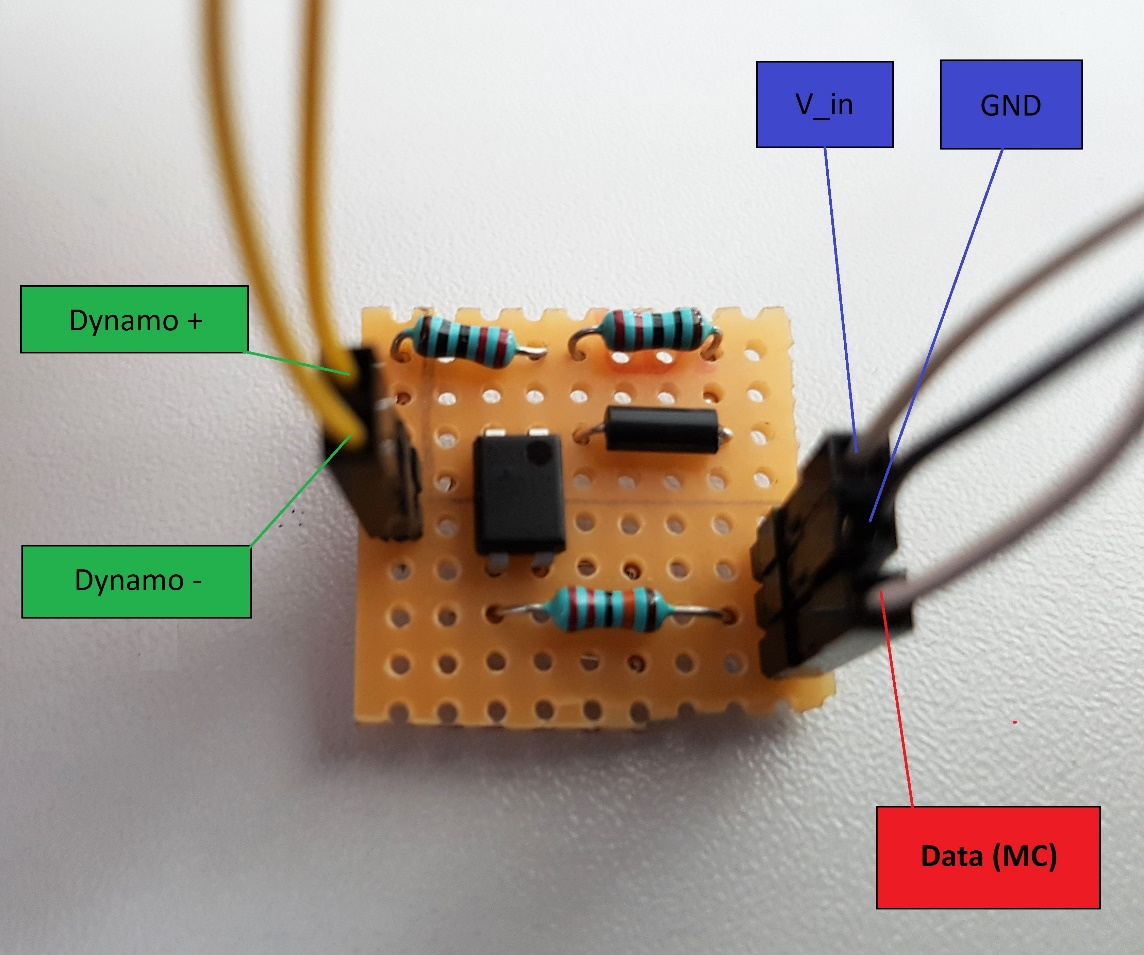 V_in
GND
Dynamo +
Dynamo -
Data (MC)